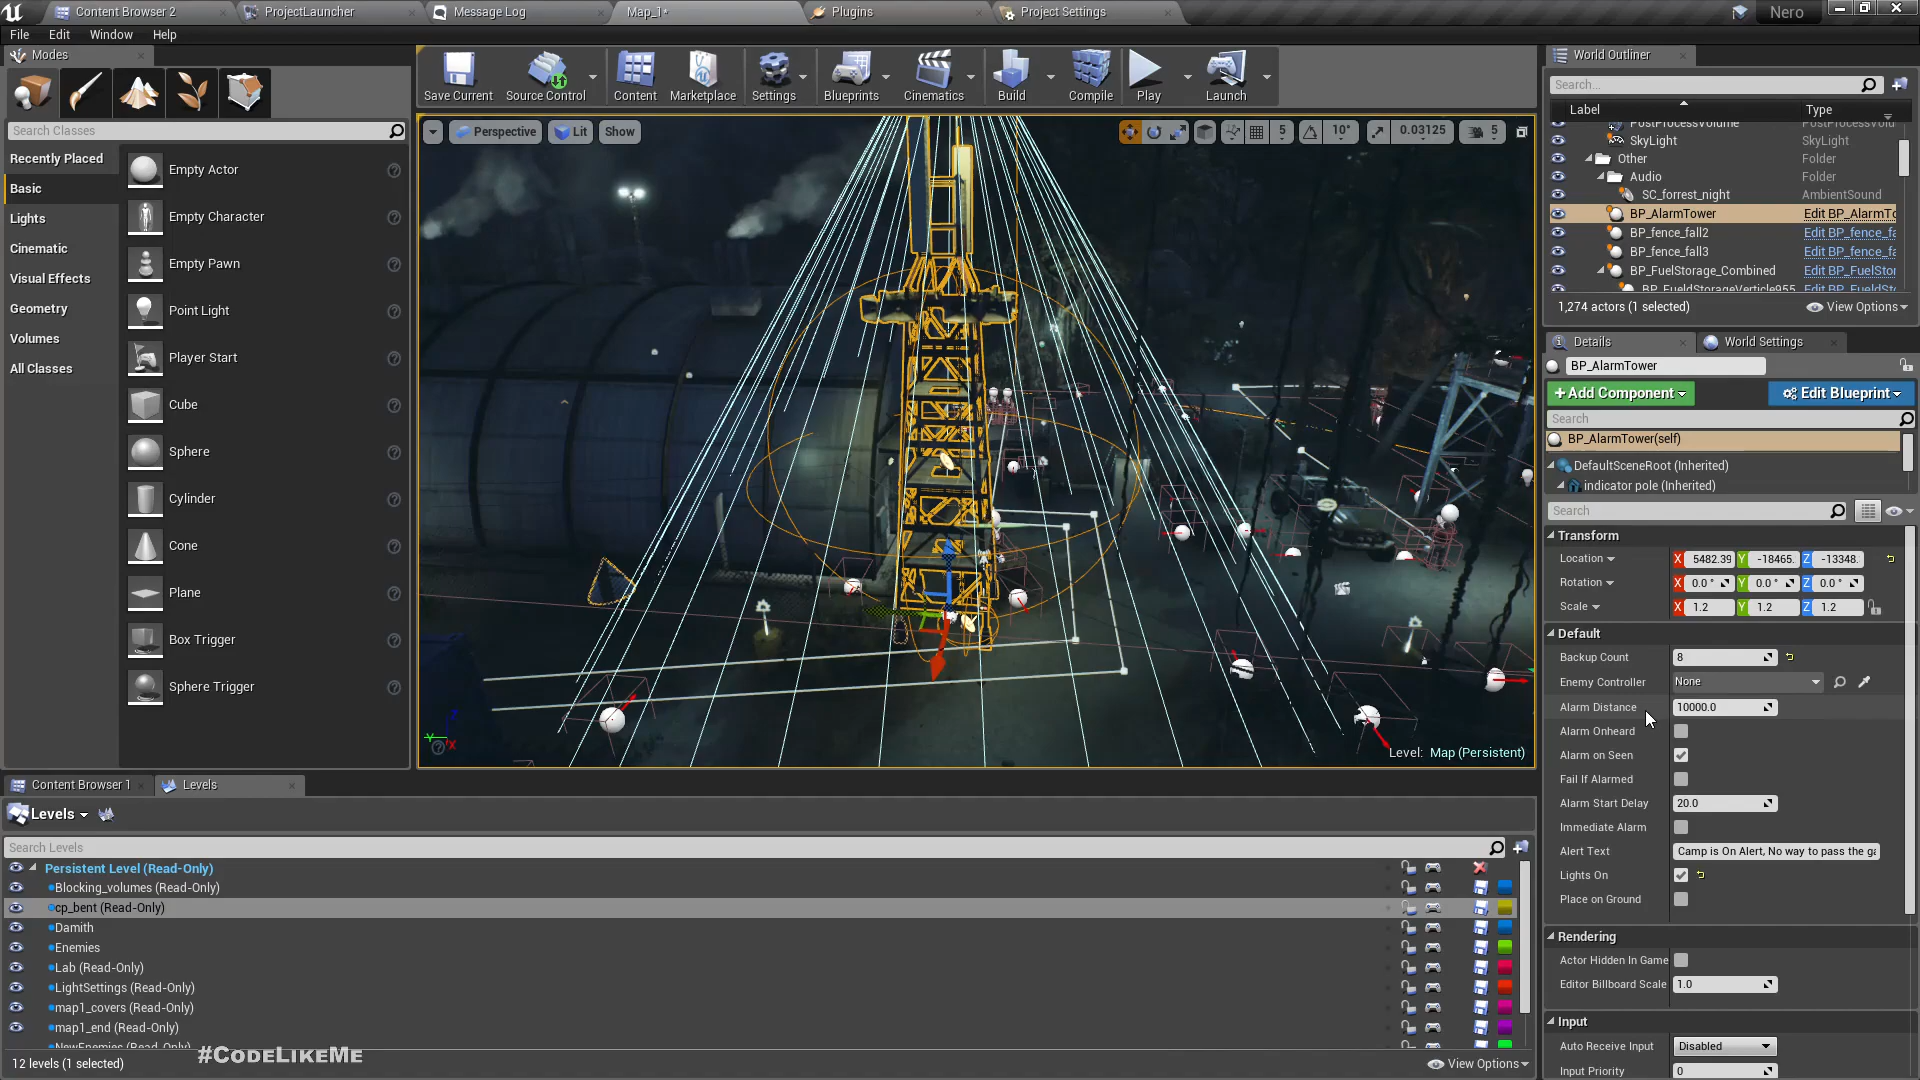 Content Browser 2
ProjectLauncher
Message Log
Map_1*
Plugins
Project Settings
Nero
File Edit Window Help
Modes
World Outliner
Search...
Label
Type
Save Current
Source Control
Content
Marketplace
Settings
Blueprints
Cinematics
Build
Compile
Play
Launch
Search Classes
Perspective
Lit
Show
10°
0.03125
5
5
SkyLight SkyLight
Other Folder
Audio Folder
SC_forrest_night AmbientSound
BP_AlarmTower Edit BP_AlarmTo
BP_fence_fall2 Edit BP_fence_fa
BP_fence_fall3 Edit BP_fence_fa
BP_FuelStorage_Combined Edit BP_FuelStor
1,274 actors (1 selected)
View Options
Recently Placed
Basic
Lights
Cinematic
Visual Effects
Geometry
Volumes
All Classes
Empty Actor
Empty Character
Empty Pawn
Point Light
Player Start
Cube
Sphere
Cylinder
Cone
Plane
Box Trigger
Sphere Trigger
Level: Map (Persistent)
Details
World Settings
BP_AlarmTower
+Add Component
Edit Blueprint
Search
BP_AlarmTower(self)
DefaultSceneRoot (Inherited)
indicator pole (Inherited)
Search
Transform
Location X 5482.39 Y -18465. Z -13348.
Rotation X 0.0 ° Y 0.0 ° Z 0.0 °
Scale X 1.2 Y 1.2 Z 1.2
Default
Backup Count 8
Enemy Controller None
Alarm Distance 10000.0
Alarm Onheard
Alarm on Seen
Fail If Alarmed
Alarm Start Delay 20.0
Immediate Alarm
Alert Text Camp is On Alert, No way to pass the ga
Lights On
Place on Ground
Rendering
Actor Hidden In Game
Editor Billboard Scale 1.0
Input
Auto Receive Input Disabled
Input Priority 0
Content Browser 1
Levels
Levels
Search Levels
Persistent Level (Read-Only)
Blocking_volumes (Read-Only)
cp_bent (Read-Only)
Damith
Enemies
Lab (Read-Only)
LightSettings (Read-Only)
map1_covers (Read-Only)
map1_end (Read-Only)
NewEnemies (Read-Only)
12 levels (1 selected)
View Options
#CodeLikeMe